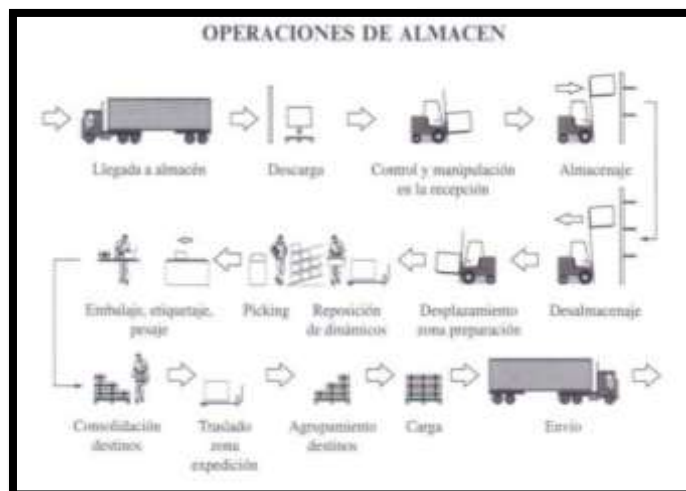 OPERACIONES DE ALMACEN
Llegada a almacén
Descarga
Control y manipulación
en la recepción
Almacenaje
Embalaje, etiquetaje,
pesaje
Picking
Reposición
de dinámicos
Desplazamiento
zona preparación
Desalmacenaje
Consolidación
destinos
Traslado
zona
expedición
Agrupamiento
destinos
Carga
Envío